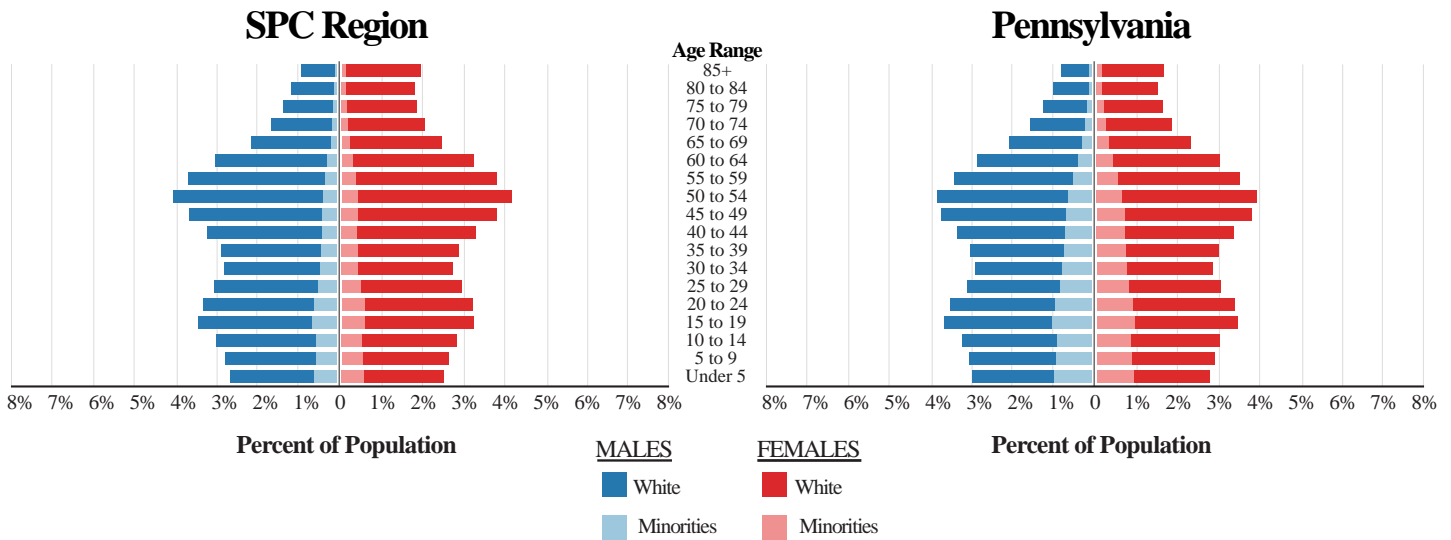 SPC Region
Pennsylvania
Age Range
85+
80 to 84
75 to 79
70 to 74
65 to 69
60 to 64
55 to 59
50 to 54
45 to 49
40 to 44
35 to 39
30 to 34
25 to 29
20 to 24
15 to 19
10 to 14
5 to 9
Under 5
8% 7% 6% 5% 4% 3% 2% 1% 0 1% 2% 3% 4% 5% 6% 7% 8%
8% 7% 6% 5% 4% 3% 2% 1% 0 1% 2% 3% 4% 5% 6% 7% 8%
Percent of Population
Percent of Population
MALES
FEMALES
White
White
Minorities
Minorities